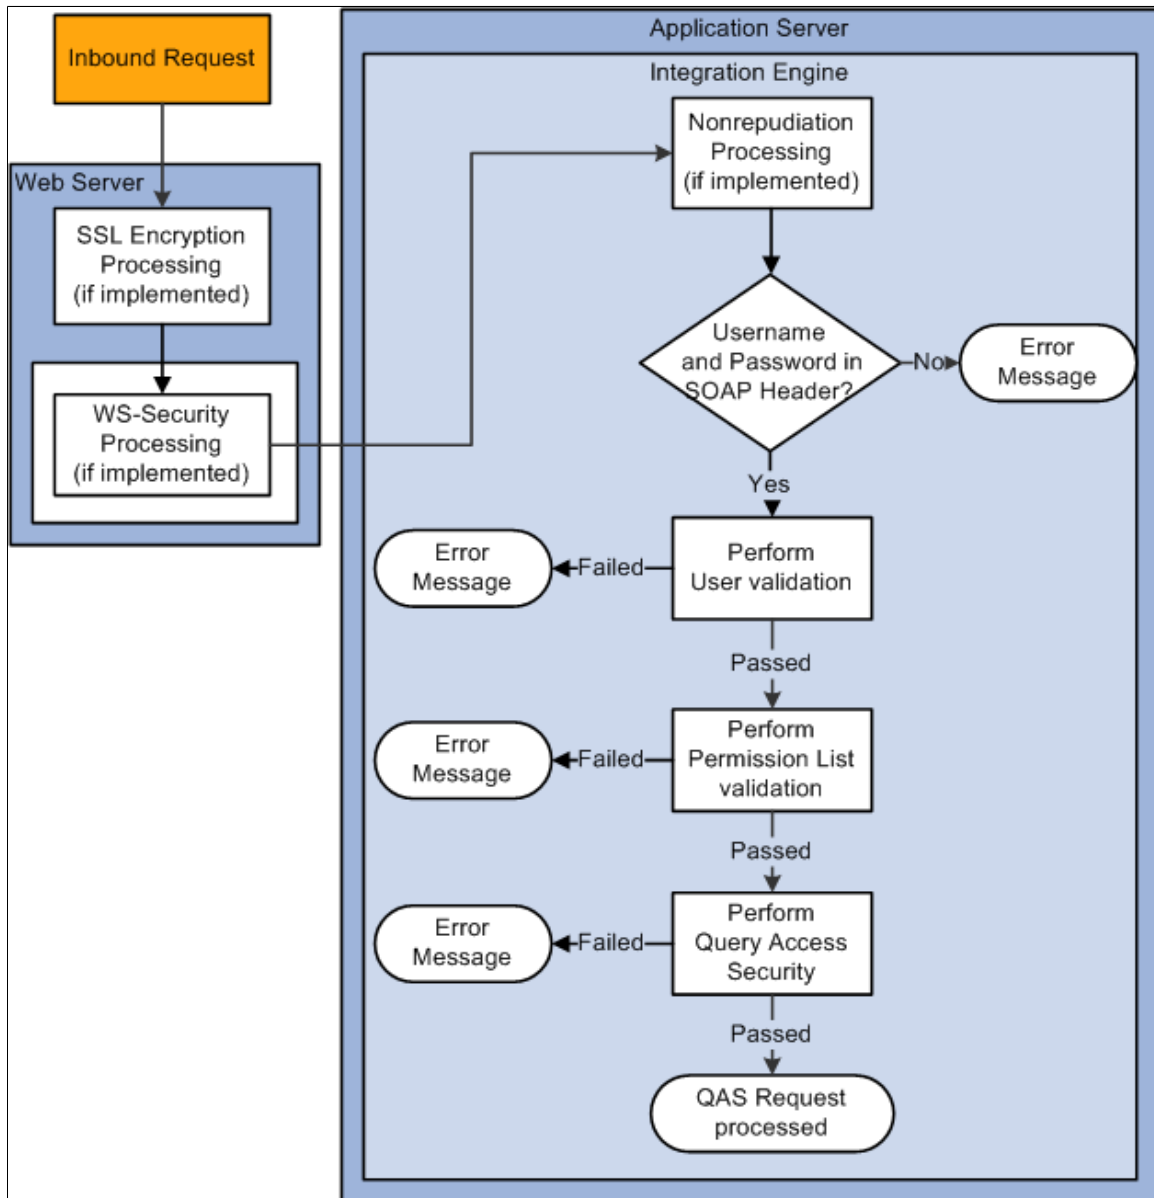 Inbound Request
Web Server
SSL Encryption
Processing
(if implemented)
WS-Security
Processing
(if implemented)
Application Server
Integration Engine
Nonrepudiation
Processing
(if implemented)
Username
and Password in
SOAP Header?
No
Error
Message
Yes
Perform
User validation
Failed
Error
Message
Passed
Perform
Permission List
validation
Failed
Error
Message
Passed
Perform
Query Access
Security
Failed
Error
Message
Passed
QAS Request
processed